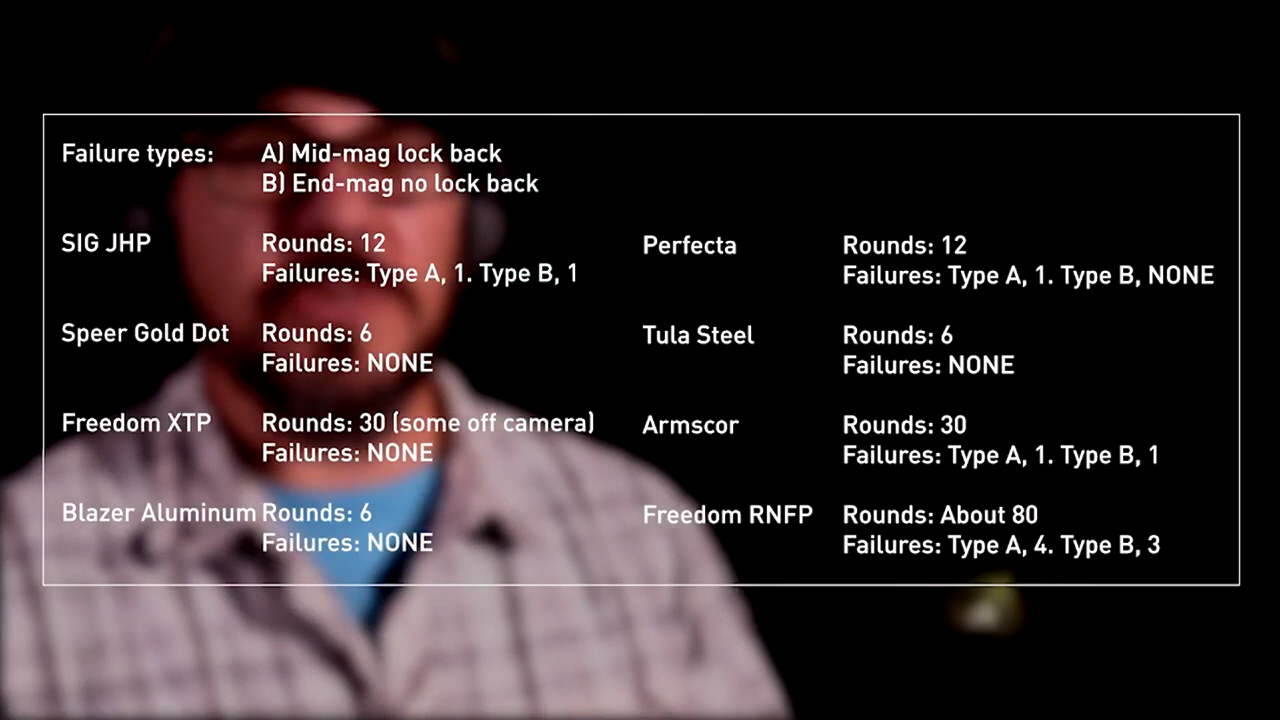 Failure types: A) Mid-mag lock back
B) End-mag no lock back
SIG JHP Rounds: 12
Failures: Type A, 1. Type B, 1
Speer Gold Dot Rounds: 6
Failures: NONE
Freedom XTP Rounds: 30 (some off camera)
Failures: NONE
Blazer Aluminum Rounds: 6
Failures: NONE
Perfecta Rounds: 12
Failures: Type A, 1. Type B, NONE
Tula Steel Rounds: 6
Failures: NONE
Armscor Rounds: 30
Failures: Type A, 1. Type B, 1
Freedom RNFP Rounds: About 80
Failures: Type A, 4. Type B, 3